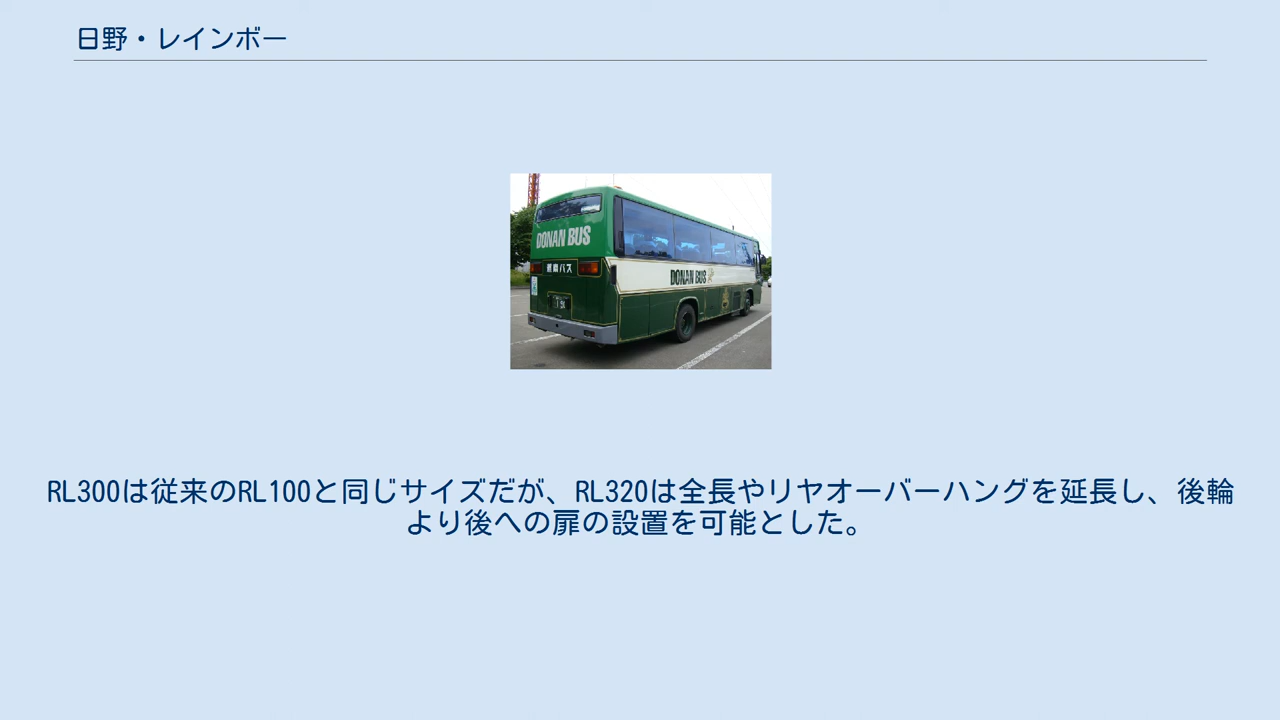 日野・レインボー
DONAN BUS
道南バス
DONAN BUS
RL300は従来のRL100と同じサイズだが、RL320は全長やリヤオーバーハングを延長し、後輪
より後への扉の設置を可能とした。